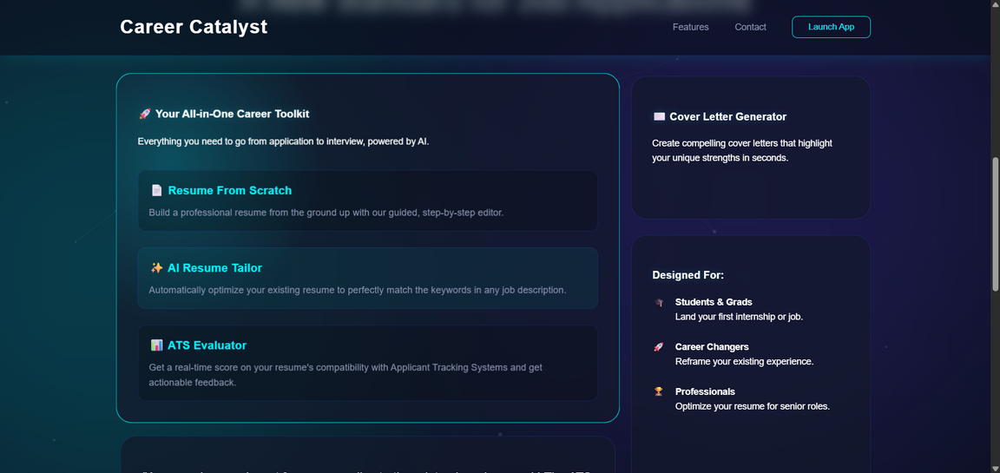 A New Standard for Job Applications
Career Catalyst
Features
Contact
Launch App
🚀 Your All-in-One Career Toolkit
Everything you need to go from application to interview, powered by AI.
📄 Resume From Scratch
Build a professional resume from the ground up with our guided, step-by-step editor.
✨ AI Resume Tailor
Automatically optimize your existing resume to perfectly match the keywords in any job description.
📊 ATS Evaluator
Get a real-time score on your resume's compatibility with Applicant Tracking Systems and get
actionable feedback.
✉️ Cover Letter Generator
Create compelling cover letters that highlight
your unique strengths in seconds.
Designed For:
🎓 Students & Grads
Land your first internship or job.
🚀 Career Changers
Reframe your existing experience.
🏆 Professionals
Optimize your resume for senior roles.